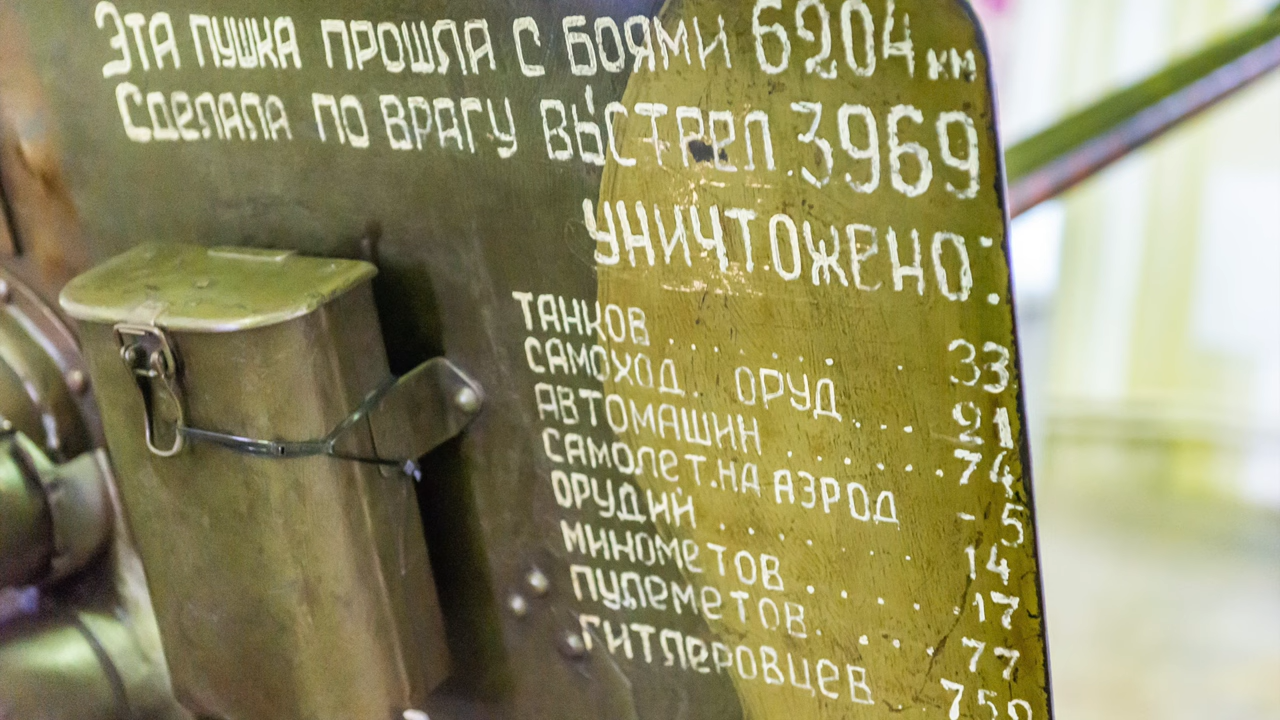 Эта пушка прошла с боями 6204 км
Сделала по врагу выстрел. 3969
Уничтожено:
танков . . . . . . . 33
самоход. оруд. . . . 21
автомашин . . . . . . . 74
самолет. на аэрод - 5
орудий . . . . . . . 14
минометов . . . . . 17
пулеметов. . . . . 77
гитлеровцев